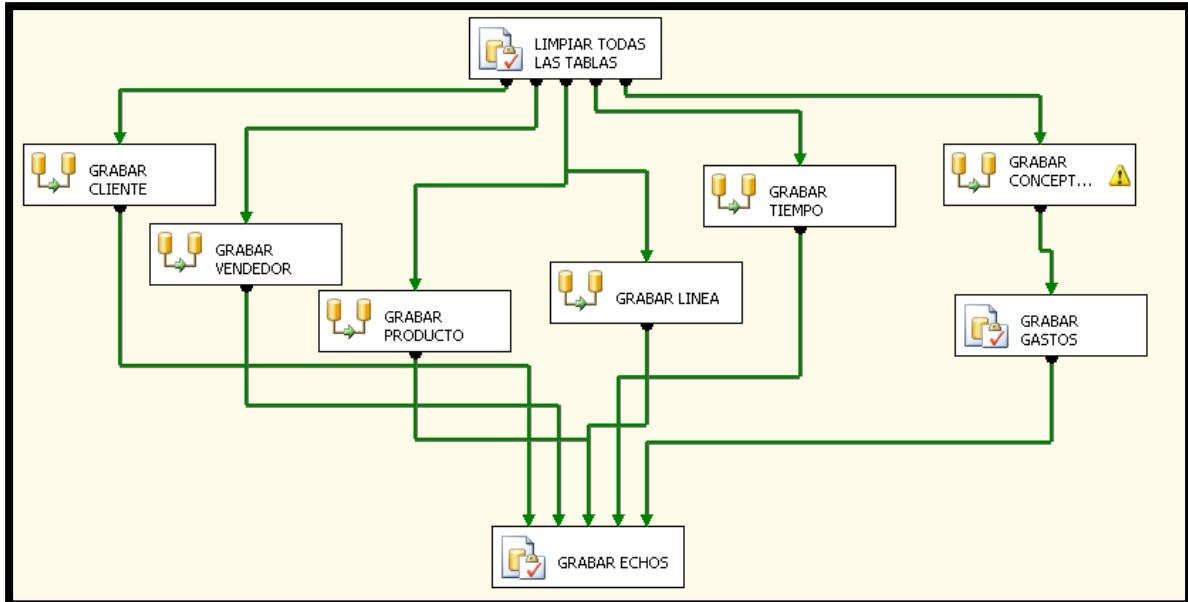 LIMPIAR TODAS
LAS TABLAS
GRABAR
CLIENTE
GRABAR
VENDEDOR
GRABAR
PRODUCTO
GRABAR LINEA
GRABAR
TIEMPO
GRABAR
CONCEPT...
GRABAR
GASTOS
GRABAR ECHOS